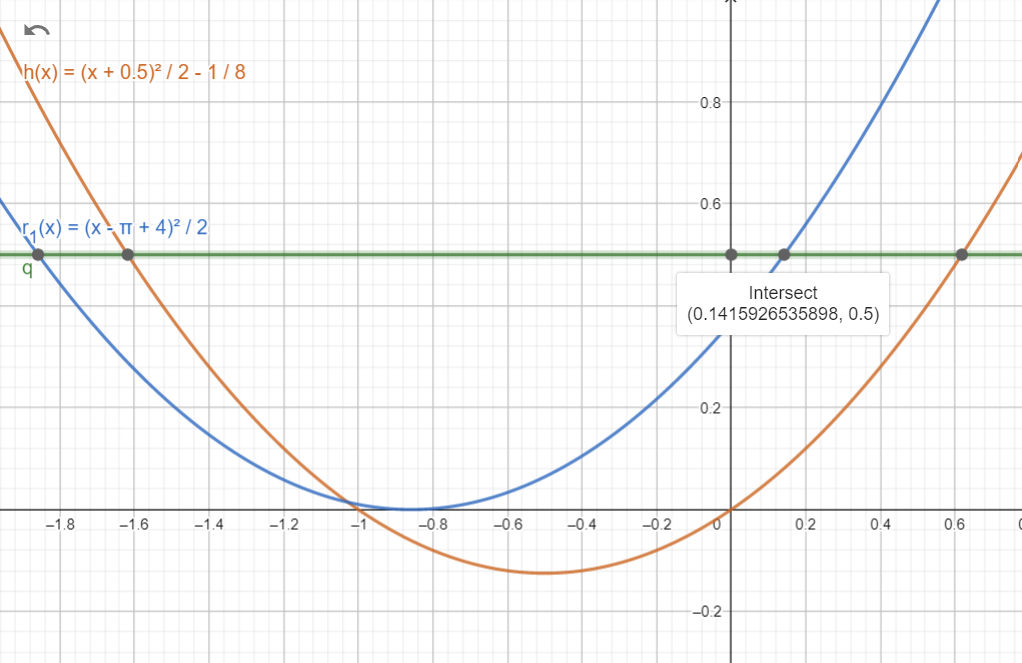 h(x) = (x + 0.5)² / 2 - 1 / 8
0.8
0.6
r₁(x) = (x - π + 4)² / 2
q
Intersect
(0.1415926535898, 0.5)
0.2
–1.8 –1.6 –1.4 –1.2 –1 –0.8 –0.6 –0.4 –0.2 0 0.2 0.4 0.6
–0.2